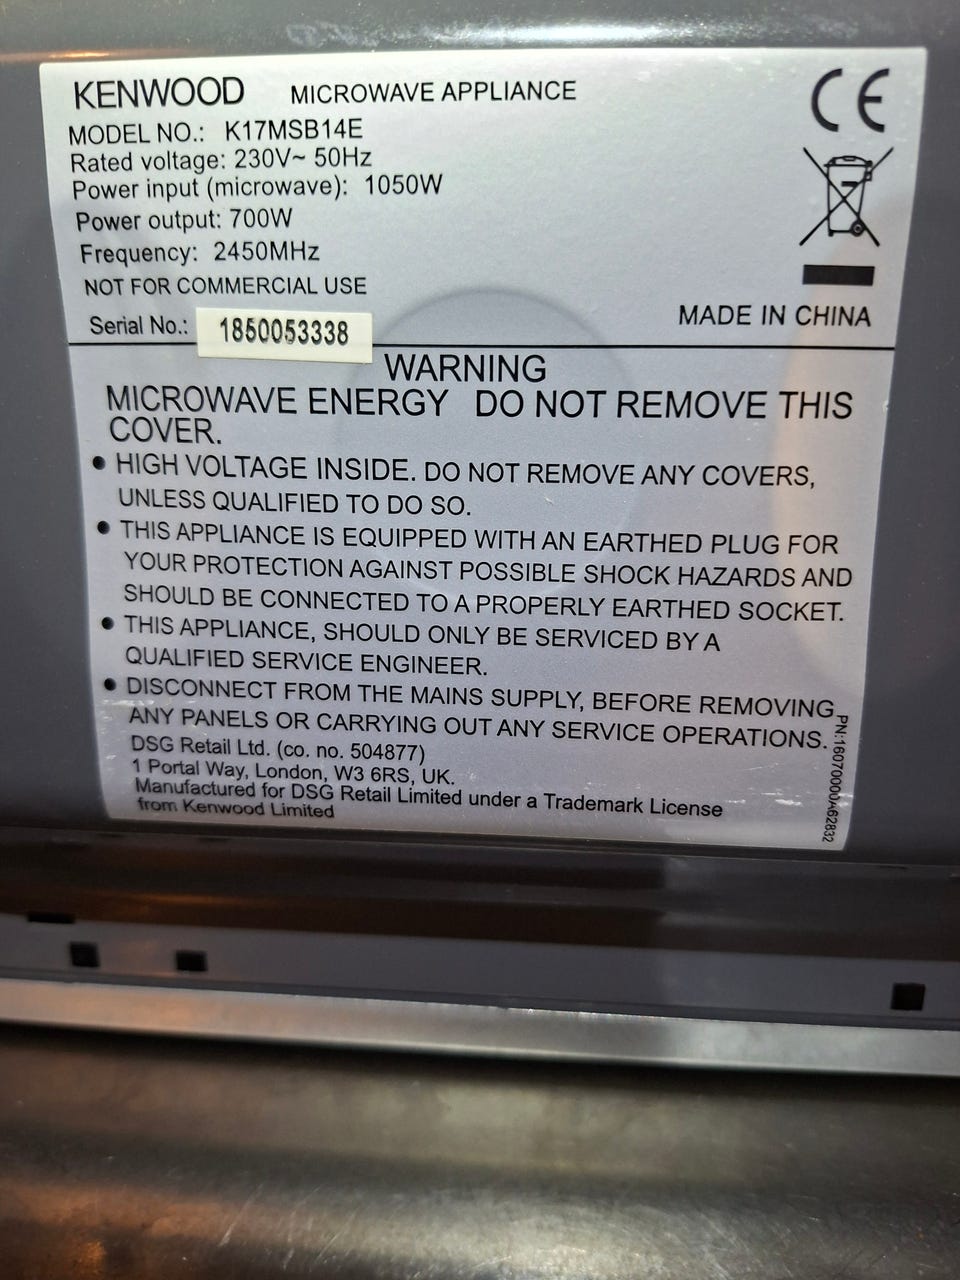 KENWOOD MICROWAVE APPLIANCE
MODEL NO.: K17MSB14E
Rated voltage: 230V~ 50Hz
Power input (microwave): 1050W
Power output: 700W
Frequency: 2450MHz
NOT FOR COMMERCIAL USE
Serial No.: 1850053338
CE
MADE IN CHINA
WARNING
MICROWAVE ENERGY DO NOT REMOVE THIS
COVER.
• HIGH VOLTAGE INSIDE. DO NOT REMOVE ANY COVERS,
UNLESS QUALIFIED TO DO SO.
• THIS APPLIANCE IS EQUIPPED WITH AN EARTHED PLUG FOR
YOUR PROTECTION AGAINST POSSIBLE SHOCK HAZARDS AND
SHOULD BE CONNECTED TO A PROPERLY EARTHED SOCKET.
• THIS APPLIANCE, SHOULD ONLY BE SERVICED BY A
QUALIFIED SERVICE ENGINEER.
• DISCONNECT FROM THE MAINS SUPPLY, BEFORE REMOVING
ANY PANELS OR CARRYING OUT ANY SERVICE OPERATIONS.
DSG Retail Ltd. (co. no. 504877)
1 Portal Way, London, W3 6RS, UK.
Manufactured for DSG Retail Limited under a Trademark License
from Kenwood Limited
PN:16070000A62832